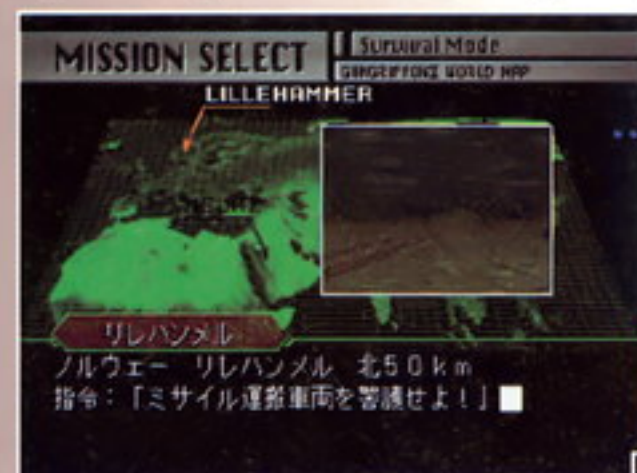 MISSION SELECT
Survival Mode
GUNGRIFFON2 WORLD MAP
LILLEHAMMER
リレハンメル
ノルウェー リレハンメル 北50km
指令：「ミサイル運搬車両を警護せよ！」